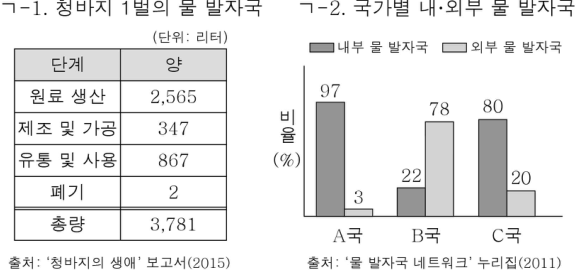 ㄱ-1. 청바지 1벌의 물 발자국
(단위: 리터)
단계 양
원료 생산 2,565
제조 및 가공 347
유통 및 사용 867
폐기 2
총량 3,781
출처: ‘청바지의 생애’ 보고서(2015)
ㄱ-2. 국가별 내·외부 물 발자국
내부 물 발자국 외부 물 발자국
비율(%)
97 3
22 78
80 20
A국 B국 C국
출처: ‘물 발자국 네트워크’ 누리집(2011)